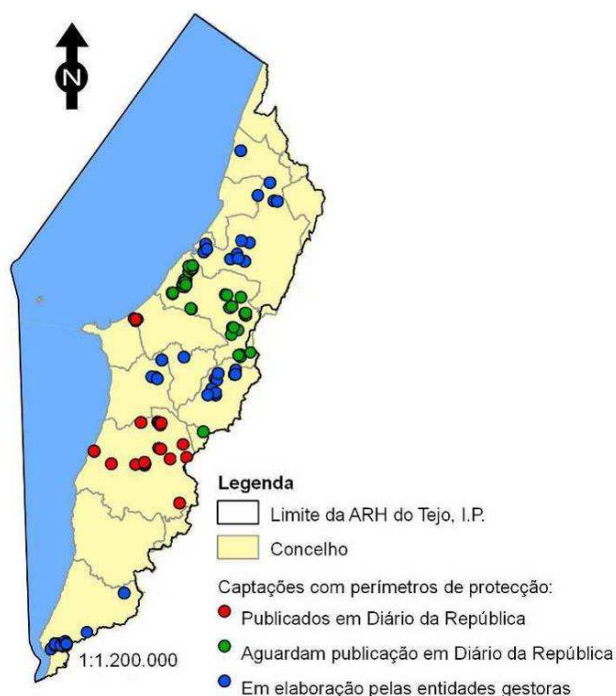 N
Legenda
Limite da ARH do Tejo, I.P.
Concelho
Captações com perímetros de protecção:
Publicados em Diário da República
Aguardam publicação em Diário da República
Em elaboração pelas entidades gestoras
1:1.200.000